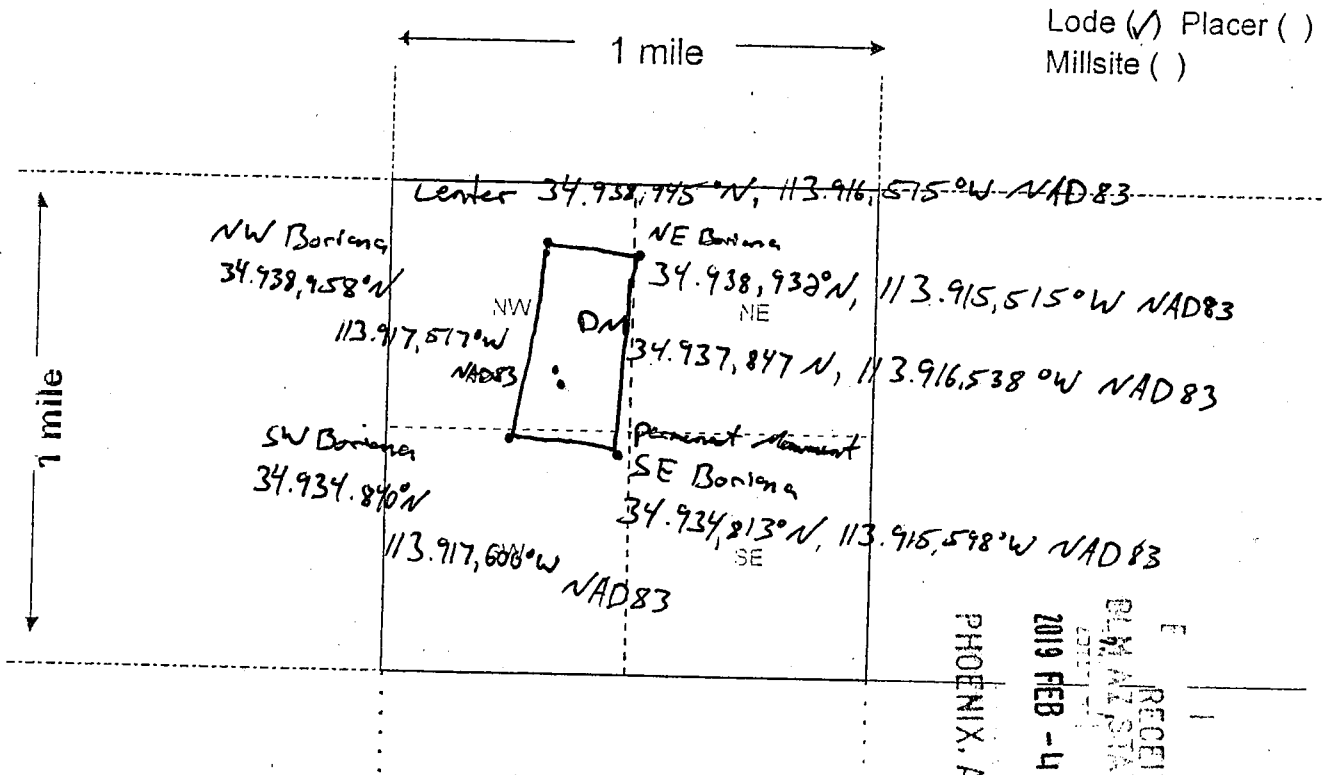 Lode (✓) Placer ( )
Millsite ( )
1 mile
Center 34.938,945°N, 113.916,575°W NAD83
NW Boriana
34.938,958°N
113.917,517°W
NAD83
NE Boriana
34.938,932°N, 113.915,515°W NAD83
NW
NE
DM
34.937,847 N, 113.916,538°W NAD83
1 mile
SW Boriana
34.934.840°N
113.917,600°W
NAD83
Permanent Monument
SE Boriana
34.934,813°N, 113.915,598°W NAD83
SE
RECEI
BLM AZ STA
2019 FEB -4
PHOENIX, A